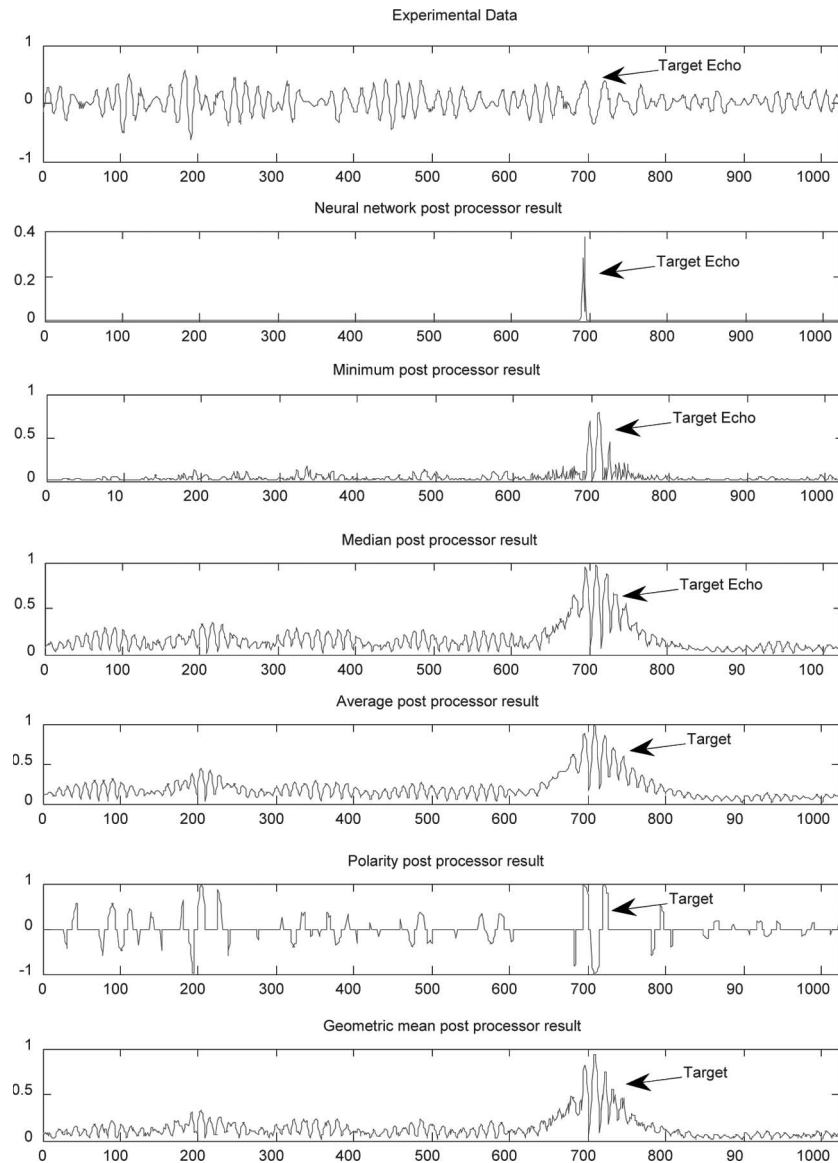 Experimental Data
1
Target Echo
0
-1
0 100 200 300 400 500 600 700 800 900 1000
Neural network post processor result
0.4
Target Echo
0.2
0
0 100 200 300 400 500 600 700 800 900 1000
Minimum post processor result
1
Target Echo
0.5
0
0 10 200 300 400 500 600 700 800 900 1000
Median post processor result
1
Target Echo
0.5
0
0 100 200 300 400 500 600 700 800 90 100
Average post processor result
1
Target
0.5
0
0 100 200 300 400 500 600 700 800 90 1000
Polarity post processor result
1
Target
0
-1
0 100 200 300 400 500 600 700 800 90 1000
Geometric mean post processor result
1
Target
0.5
0
0 100 200 300 400 500 600 700 800 900 1000